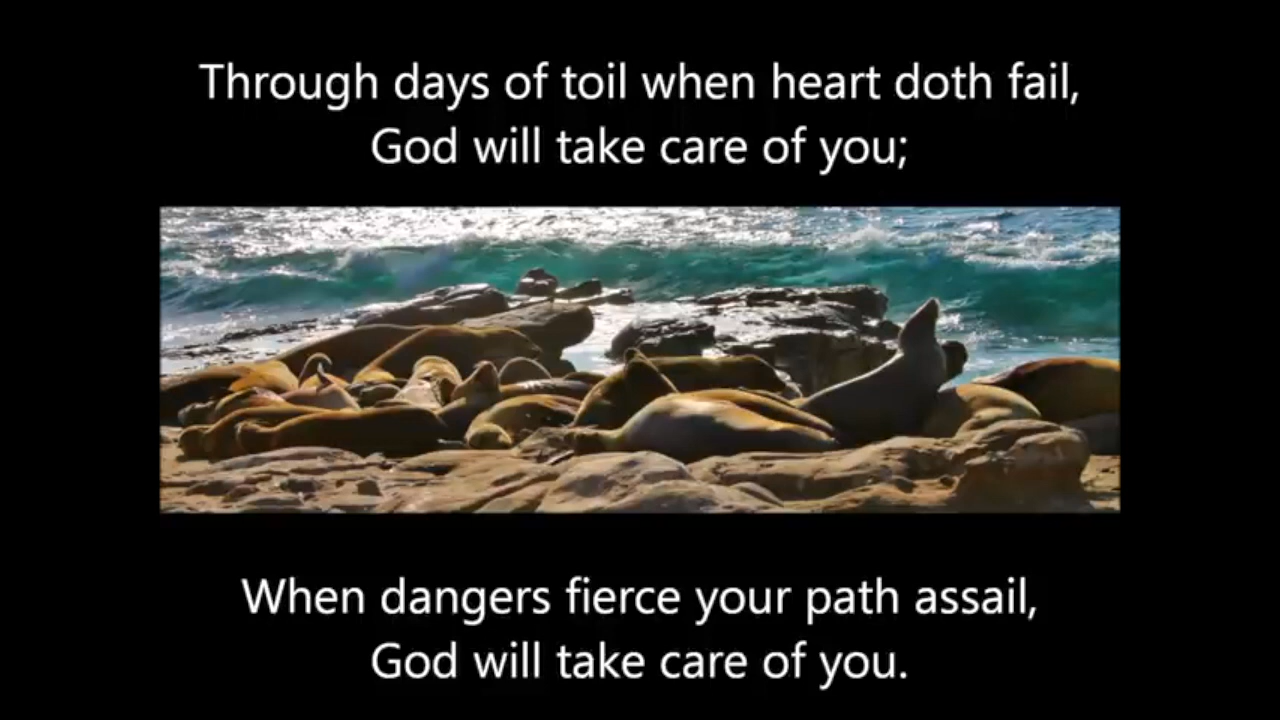 Through days of toil when heart doth fail,
God will take care of you;
When dangers fierce your path assail,
God will take care of you.